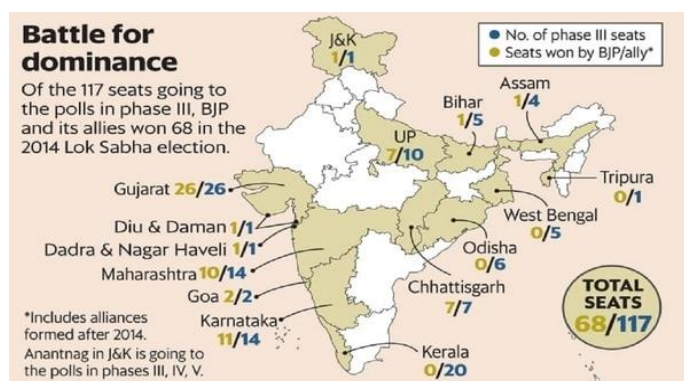 Battle for
dominance
Of the 117 seats going to
the polls in phase III, BJP
and its allies won 68 in the
2014 Lok Sabha election.
No. of phase III seats
Seats won by BJP/ally*
J&K
1/1
Assam
1/4
Bihar
1/5
UP
7/10
Gujarat 26/26
Tripura
0/1
Diu & Daman 1/1
West Bengal
0/5
Dadra & Nagar Haveli 1/1
Odisha
0/6
Maharashtra 10/14
Chhattisgarh
7/7
Goa 2/2
Karnataka
11/14
Kerala
0/20
TOTAL
SEATS
68/117
*Includes alliances
formed after 2014.
Anantnag in J&K is going to
the polls in phases III, IV, V.